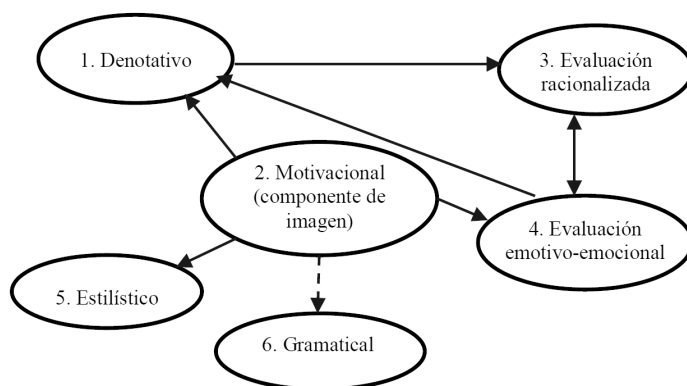 1. Denotativo
3. Evaluación
racionalizada
2. Motivacional
(componente de
imagen)
4. Evaluación
emotivo-emocional
5. Estilístico
6. Gramatical